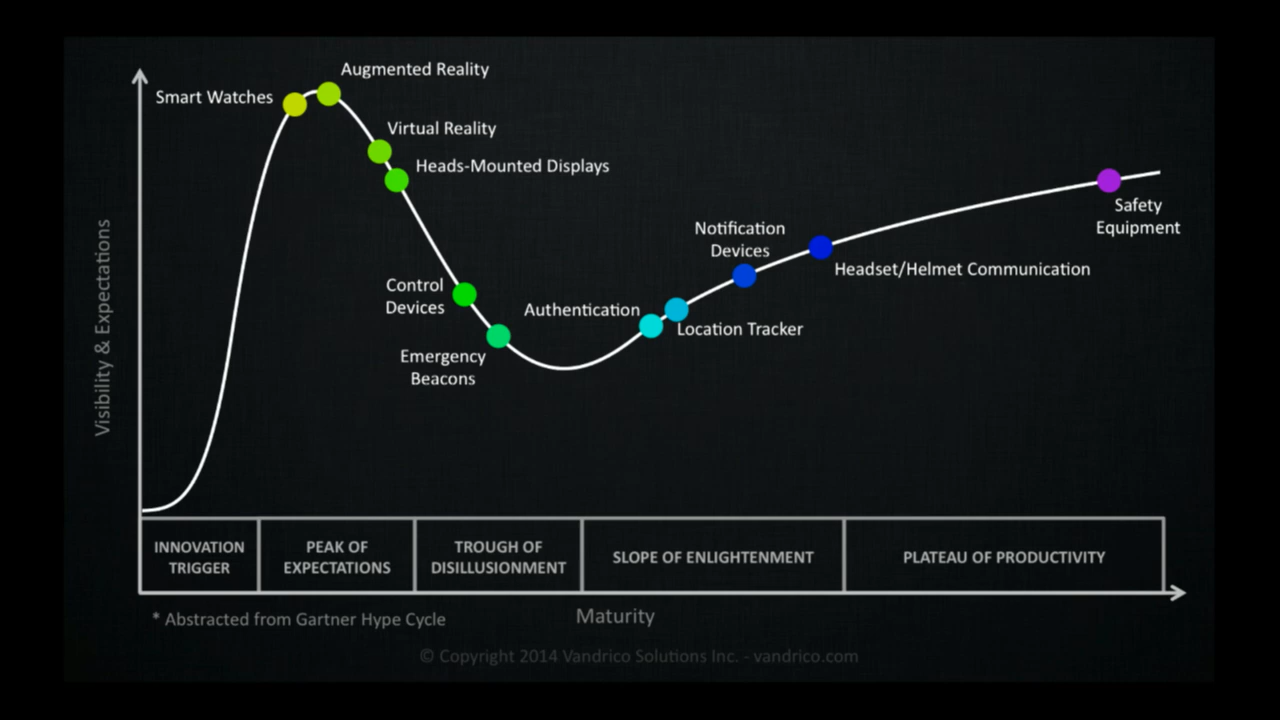 Augmented Reality
Smart Watches
Virtual Reality
Heads-Mounted Displays
Safety
Equipment
Notification
Devices
Headset/Helmet Communication
Control
Devices
Authentication
Location Tracker
Emergency
Beacons
Visibility & Expectations
INNOVATION
TRIGGER
PEAK OF
EXPECTATIONS
TROUGH OF
DISILLUSIONMENT
SLOPE OF ENLIGHTENMENT
PLATEAU OF PRODUCTIVITY
* Abstracted from Gartner Hype Cycle
Maturity
© Copyright 2014 Vandrico Solutions Inc. - vandrico.com